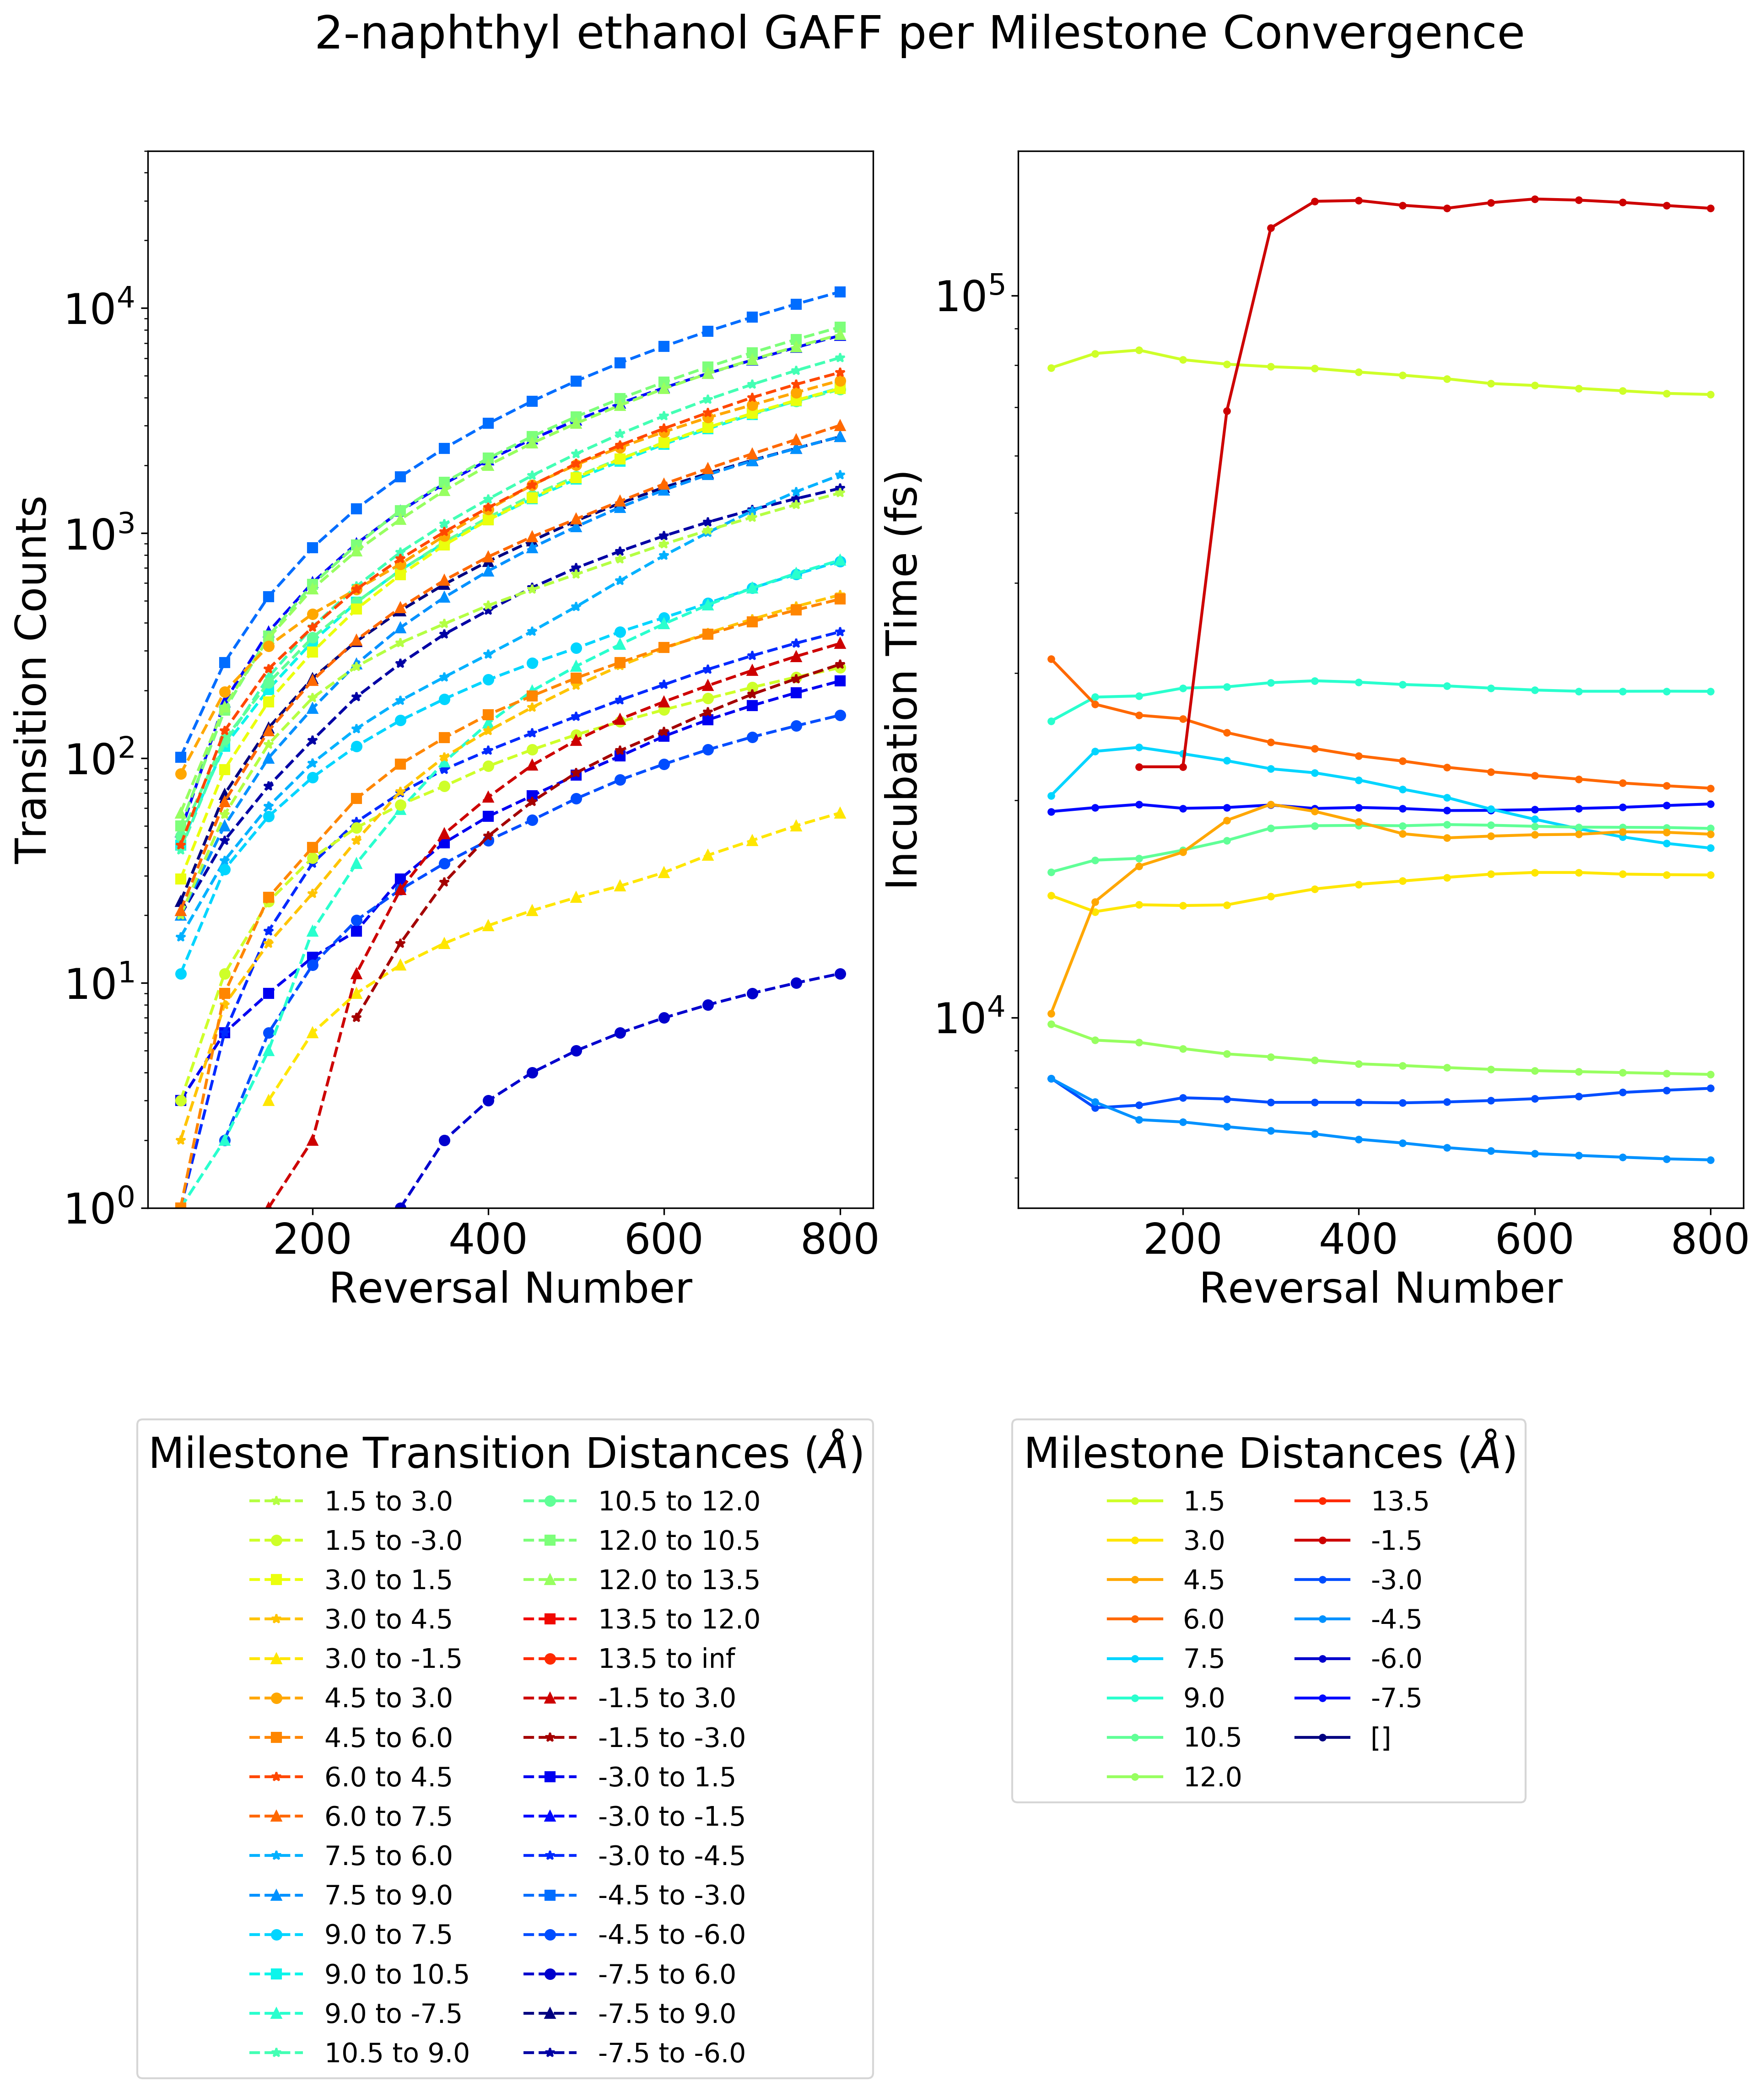 2-naphthyl ethanol GAFF per Milestone Convergence
Transition Counts
10^4
10^3
10^2
10^1
10^0
200 400 600 800
Reversal Number
Incubation Time (fs)
10^5
10^4
200 400 600 800
Reversal Number
Milestone Transition Distances (Å)
1.5 to 3.0
1.5 to -3.0
3.0 to 1.5
3.0 to 4.5
3.0 to -1.5
4.5 to 3.0
4.5 to 6.0
6.0 to 4.5
6.0 to 7.5
7.5 to 6.0
7.5 to 9.0
9.0 to 7.5
9.0 to 10.5
9.0 to -7.5
10.5 to 9.0
10.5 to 12.0
12.0 to 10.5
12.0 to 13.5
13.5 to 12.0
13.5 to inf
-1.5 to 3.0
-1.5 to -3.0
-3.0 to 1.5
-3.0 to -1.5
-3.0 to -4.5
-4.5 to -3.0
-4.5 to -6.0
-7.5 to 6.0
-7.5 to 9.0
-7.5 to -6.0
Milestone Distances (Å)
1.5
3.0
4.5
6.0
7.5
9.0
10.5
12.0
13.5
-1.5
-3.0
-4.5
-6.0
-7.5
[]